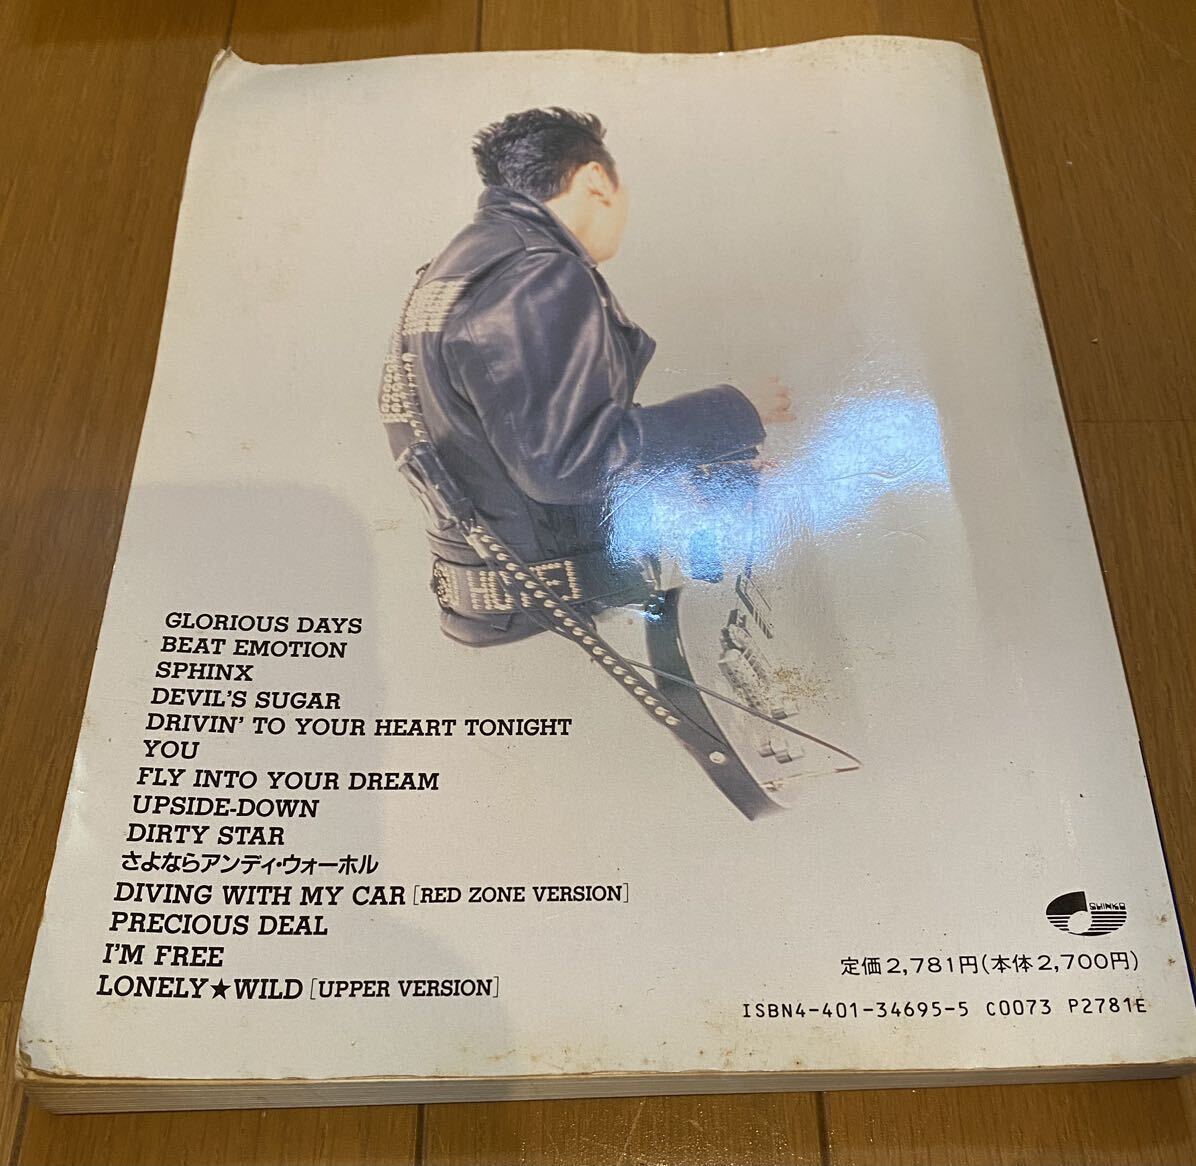 GLORIOUS DAYS
BEAT EMOTION
SPHINX
DEVIL'S SUGAR
DRIVIN' TO YOUR HEART TONIGHT
YOU
FLY INTO YOUR DREAM
UPSIDE-DOWN
DIRTY STAR
さよならアンディ・ウォーホル
DIVING WITH MY CAR [RED ZONE VERSION]
PRECIOUS DEAL
I'M FREE
LONELY★WILD [UPPER VERSION]
SHINKO
定価2,781円(本体2,700円)
ISBN4-401-34695-5 C0073 P2781E